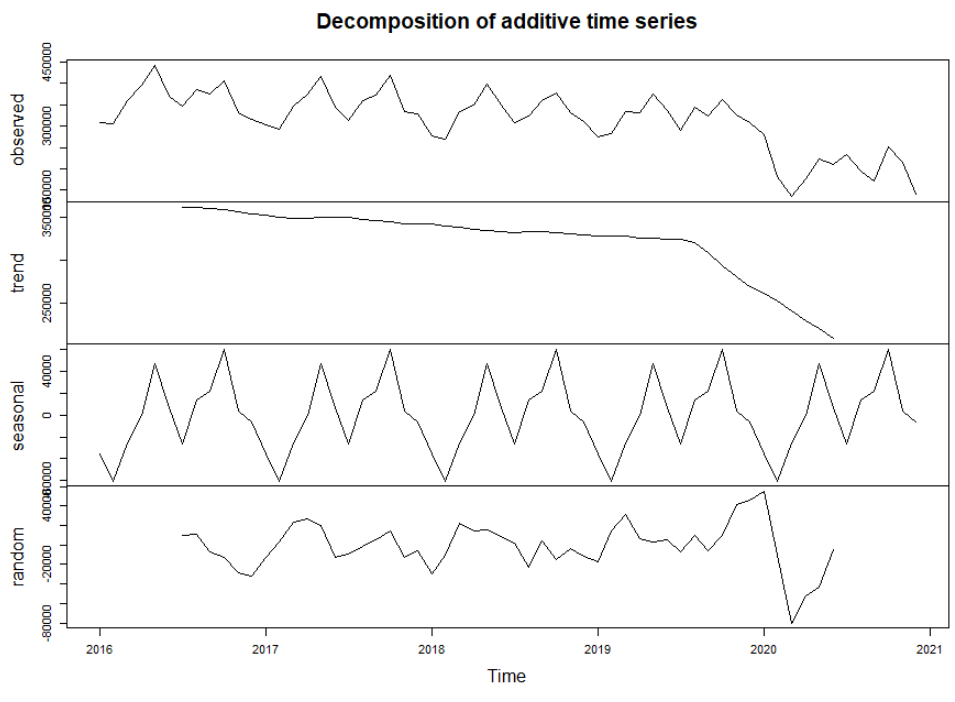 Decomposition of additive time series
observed
450000
300000
trend
350000
250000
seasonal
40000
0
random
40000
-20000
-80000
2016 2017 2018 2019 2020 2021
Time